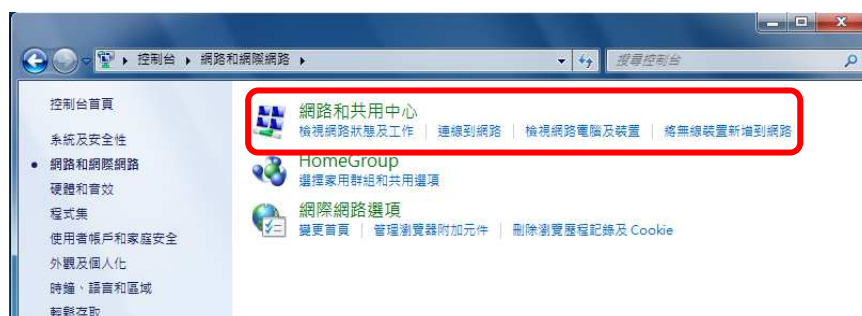 控制台 ▸ 網路和網際網路 ▸
搜尋控制台
控制台首頁
系統及安全性
網路和網際網路
硬體和音效
程式集
使用者帳戶和家庭安全
外觀及個人化
時鐘、語言和區域
輕鬆存取
網路和共用中心
檢視網路狀態及工作 | 連線到網路 | 檢視網路電腦及裝置 | 將無線裝置新增到網路
HomeGroup
選擇家用群組和共用選項
網際網路選項
變更首頁 | 管理瀏覽器附加元件 | 刪除瀏覽歷程記錄及 Cookie